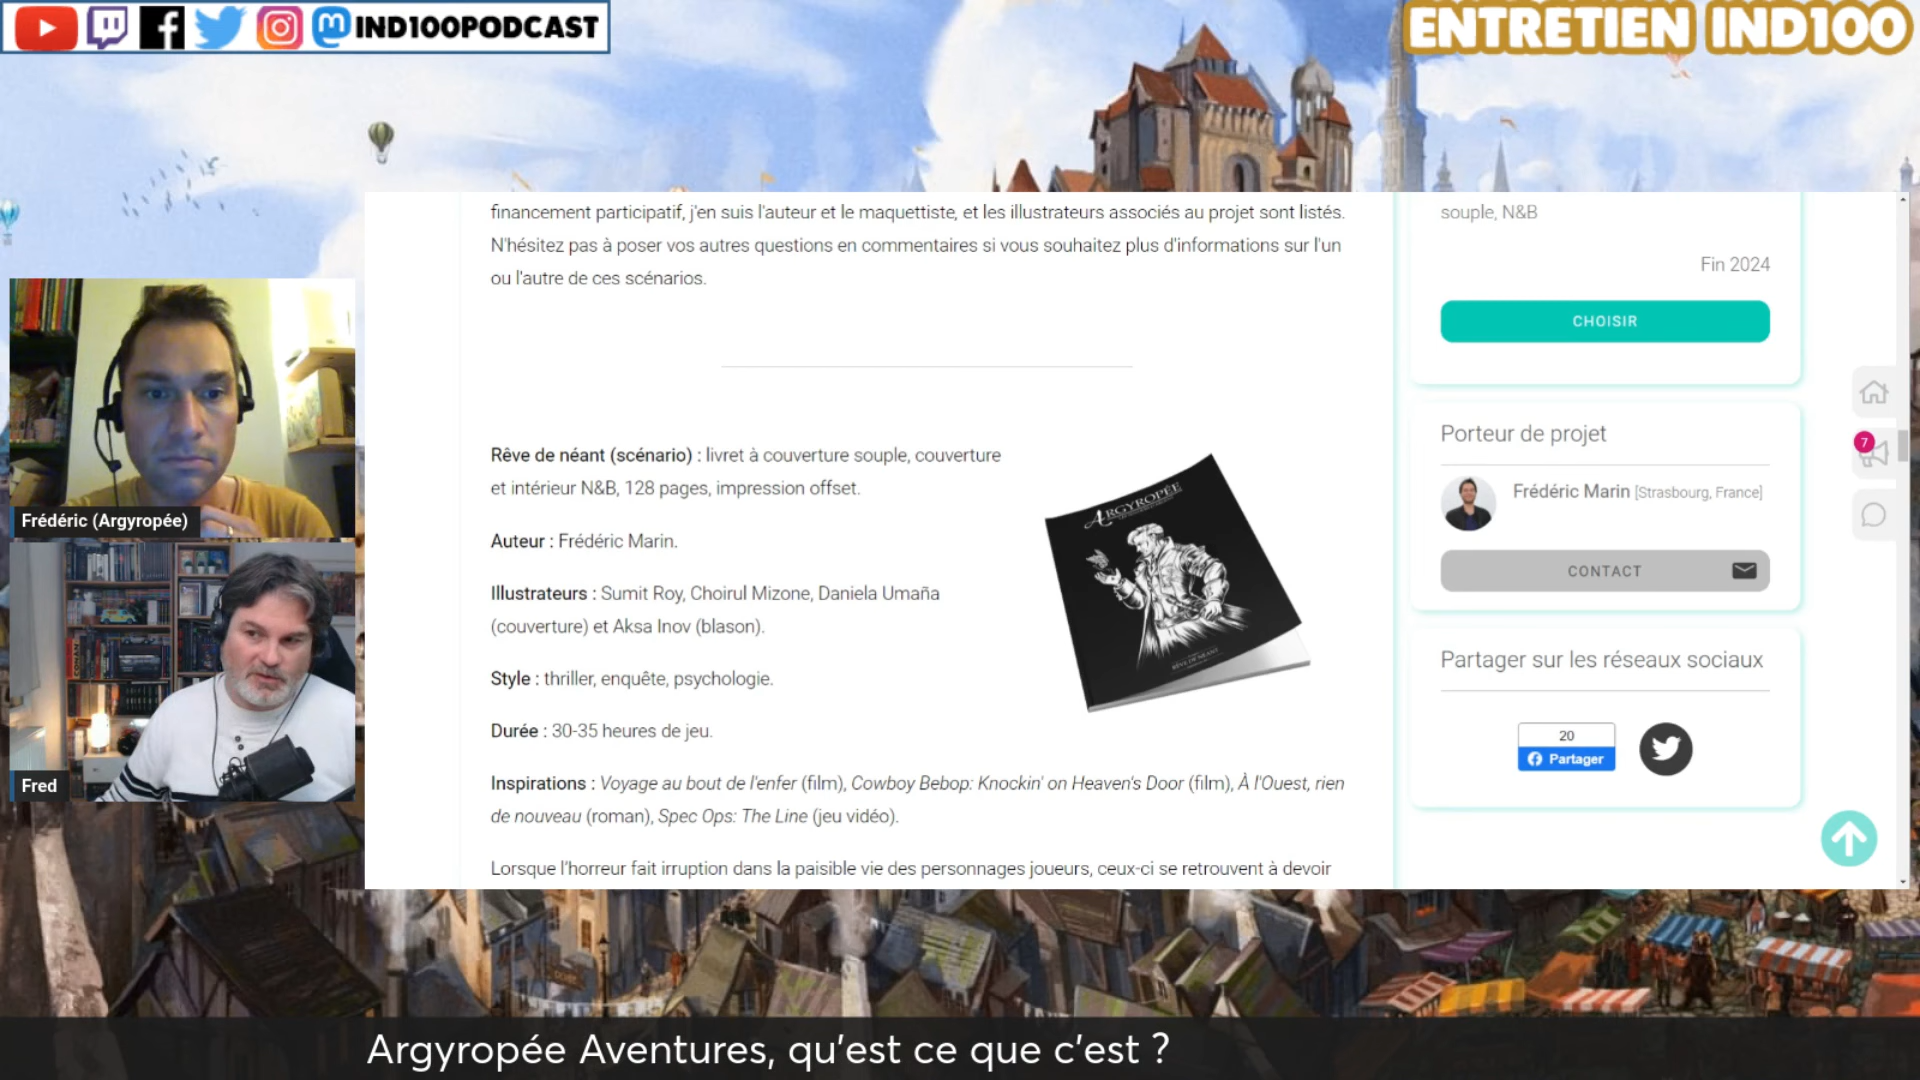 IND100PODCAST
ENTRETIEN IND100
financement participatif, j'en suis l'auteur et le maquettiste, et les illustrateurs associés au projet sont listés.
N'hésitez pas à poser vos autres questions en commentaires si vous souhaitez plus d'informations sur l'un
ou l'autre de ces scénarios.
Rêve de néant (scénario) : livret à couverture souple, couverture
et intérieur N&B, 128 pages, impression offset.
Auteur : Frédéric Marin.
Illustrateurs : Sumit Roy, Choirul Mizone, Daniela Umaña
(couverture) et Aksa Inov (blason).
Style : thriller, enquête, psychologie.
Durée : 30-35 heures de jeu.
Inspirations : Voyage au bout de l'enfer (film), Cowboy Bebop: Knockin' on Heaven's Door (film), À l'Ouest, rien
de nouveau (roman), Spec Ops: The Line (jeu vidéo).
Lorsque l'horreur fait irruption dans la paisible vie des personnages joueurs, ceux-ci se retrouvent à devoir
ARGYROPÉE
RÊVE DE NÉANT
souple, N&B
Fin 2024
CHOISIR
Porteur de projet
Frédéric Marin [Strasbourg, France]
CONTACT
Partager sur les réseaux sociaux
20
Partager
7
Frédéric (Argyropée)
CONAN
Fred
Argyropée Aventures, qu'est ce que c'est ?